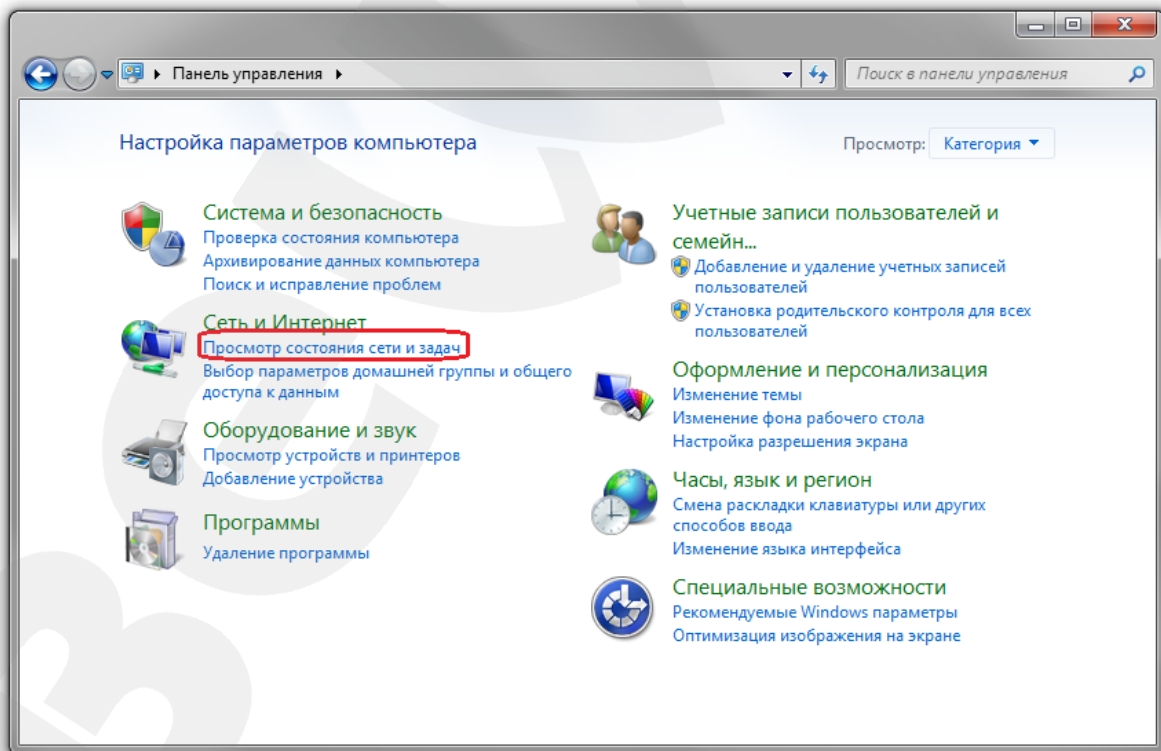 Панель управления
Поиск в панели управления
Настройка параметров компьютера
Просмотр: Категория
Система и безопасность
Проверка состояния компьютера
Архивирование данных компьютера
Поиск и исправление проблем
Сеть и Интернет
Просмотр состояния сети и задач
Выбор параметров домашней группы и общего
доступа к данным
Оборудование и звук
Просмотр устройств и принтеров
Добавление устройства
Программы
Удаление программы
Учетные записи пользователей и
семейн...
Добавление и удаление учетных записей
пользователей
Установка родительского контроля для всех
пользователей
Оформление и персонализация
Изменение темы
Изменение фона рабочего стола
Настройка разрешения экрана
Часы, язык и регион
Смена раскладки клавиатуры или других
способов ввода
Изменение языка интерфейса
Специальные возможности
Рекомендуемые Windows параметры
Оптимизация изображения на экране